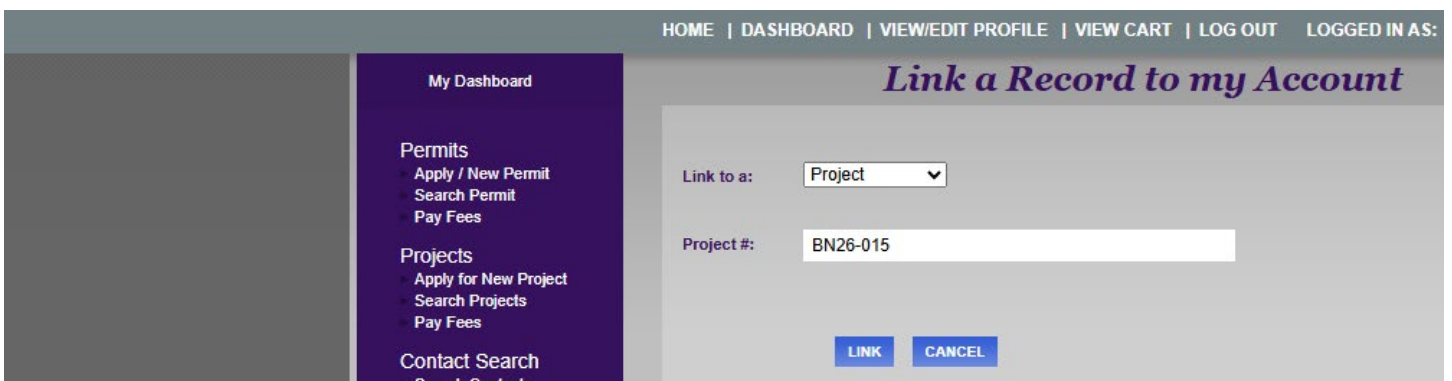 HOME | DASHBOARD | VIEW/EDIT PROFILE | VIEW CART | LOG OUT LOGGED IN AS:
My Dashboard
Link a Record to my Account
Permits
Apply / New Permit
Search Permit
Pay Fees
Projects
Apply for New Project
Search Projects
Pay Fees
Contact Search
Link to a: Project
Project #: BN26-015
LINK CANCEL